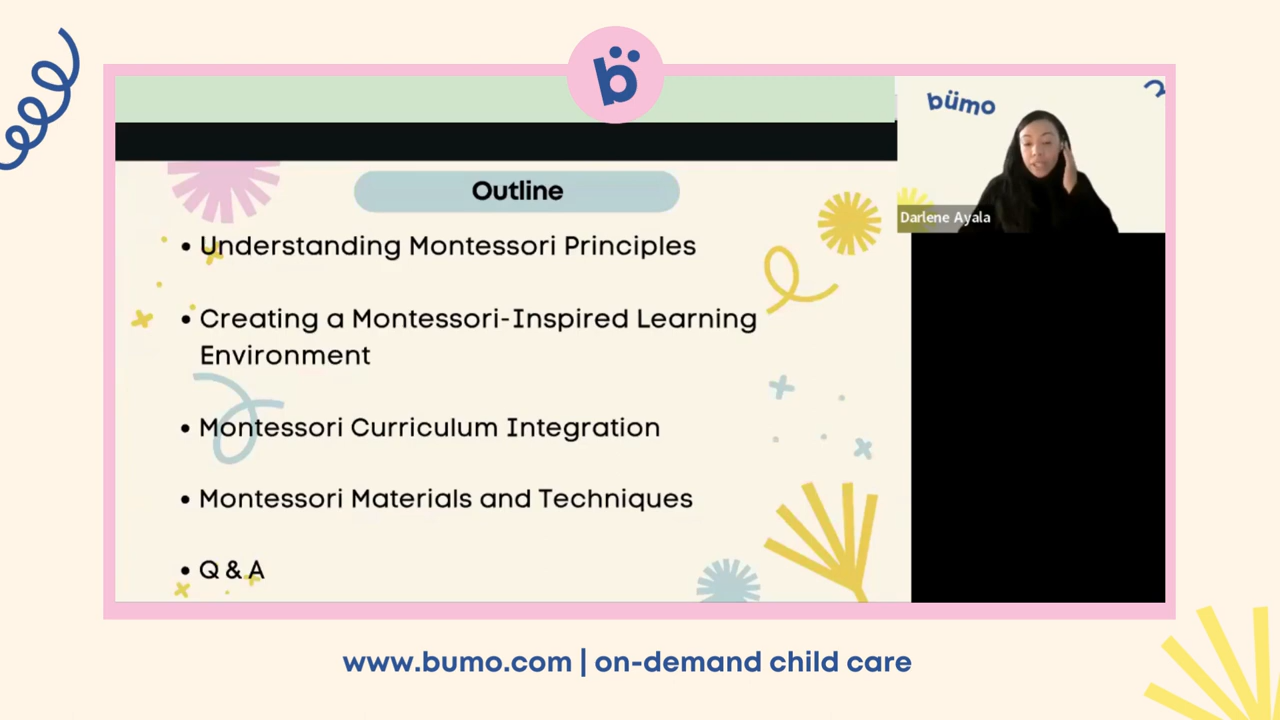 b̈
bümo
Darlene Ayala
Outline
• Understanding Montessori Principles
• Creating a Montessori-Inspired Learning
Environment
• Montessori Curriculum Integration
• Montessori Materials and Techniques
• Q & A
www.bumo.com | on-demand child care